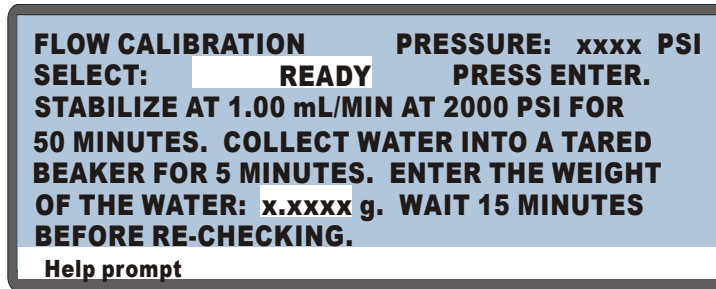 FLOW CALIBRATION PRESSURE: xxxx PSI
SELECT: READY PRESS ENTER.
STABILIZE AT 1.00 mL/MIN AT 2000 PSI FOR
50 MINUTES. COLLECT WATER INTO A TARED
BEAKER FOR 5 MINUTES. ENTER THE WEIGHT
OF THE WATER: x.xxxx g. WAIT 15 MINUTES
BEFORE RE-CHECKING.
Help prompt